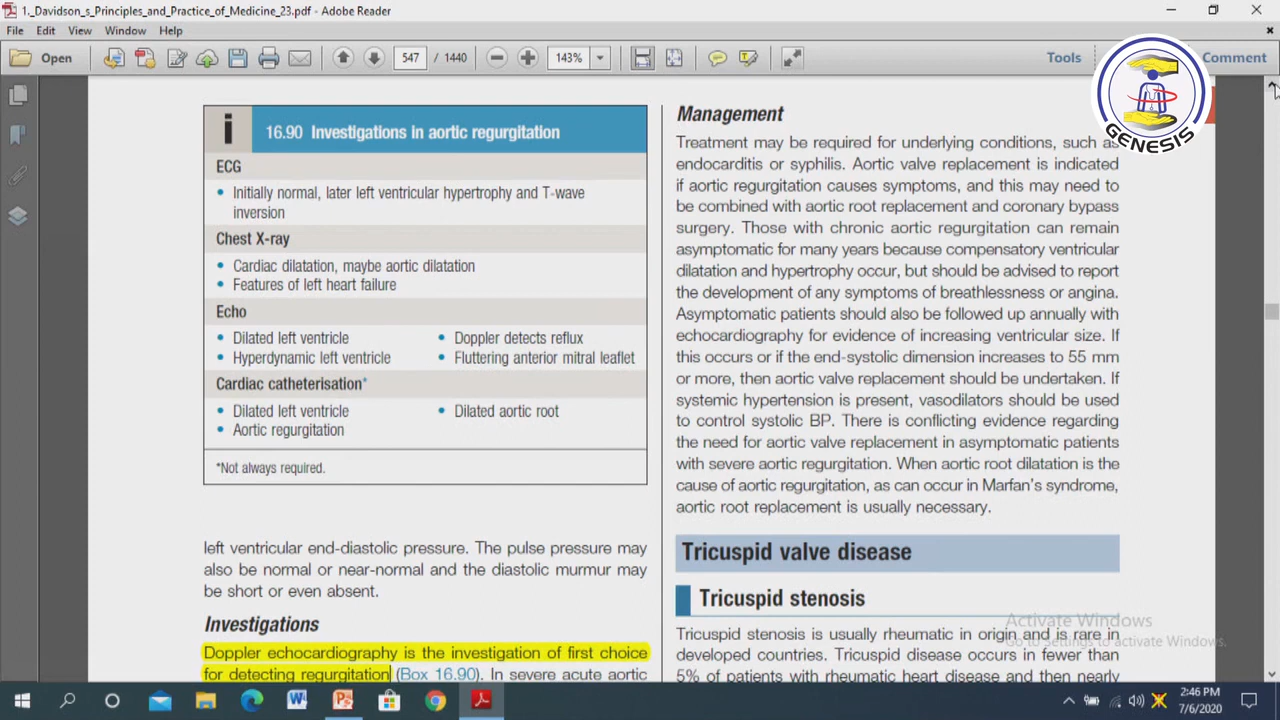 1._Davidson_s_Principles_and_Practice_of_Medicine_23.pdf - Adobe Reader
File Edit View Window Help
Open
547 / 1440
143%
Tools
Comment
GENESIS
i
16.90 Investigations in aortic regurgitation
ECG
• Initially normal, later left ventricular hypertrophy and T-wave
inversion
Chest X-ray
• Cardiac dilatation, maybe aortic dilatation
• Features of left heart failure
Echo
• Dilated left ventricle
• Hyperdynamic left ventricle
• Doppler detects reflux
• Fluttering anterior mitral leaflet
Cardiac catheterisation*
• Dilated left ventricle
• Aortic regurgitation
• Dilated aortic root
*Not always required.
left ventricular end-diastolic pressure. The pulse pressure may
also be normal or near-normal and the diastolic murmur may
be short or even absent.
Investigations
Doppler echocardiography is the investigation of first choice
for detecting regurgitation (Box 16.90). In severe acute aortic
Management
Treatment may be required for underlying conditions, such as
endocarditis or syphilis. Aortic valve replacement is indicated
if aortic regurgitation causes symptoms, and this may need to
be combined with aortic root replacement and coronary bypass
surgery. Those with chronic aortic regurgitation can remain
asymptomatic for many years because compensatory ventricular
dilatation and hypertrophy occur, but should be advised to report
the development of any symptoms of breathlessness or angina.
Asymptomatic patients should also be followed up annually with
echocardiography for evidence of increasing ventricular size. If
this occurs or if the end-systolic dimension increases to 55 mm
or more, then aortic valve replacement should be undertaken. If
systemic hypertension is present, vasodilators should be used
to control systolic BP. There is conflicting evidence regarding
the need for aortic valve replacement in asymptomatic patients
with severe aortic regurgitation. When aortic root dilatation is the
cause of aortic regurgitation, as can occur in Marfan's syndrome,
aortic root replacement is usually necessary.
Tricuspid valve disease
Tricuspid stenosis
Tricuspid stenosis is usually rheumatic in origin and is rare in
developed countries. Tricuspid disease occurs in fewer than
5% of patients with rheumatic heart disease and then nearly
Activate Windows
Go to Settings to activate Windows.
2:46 PM
7/6/2020